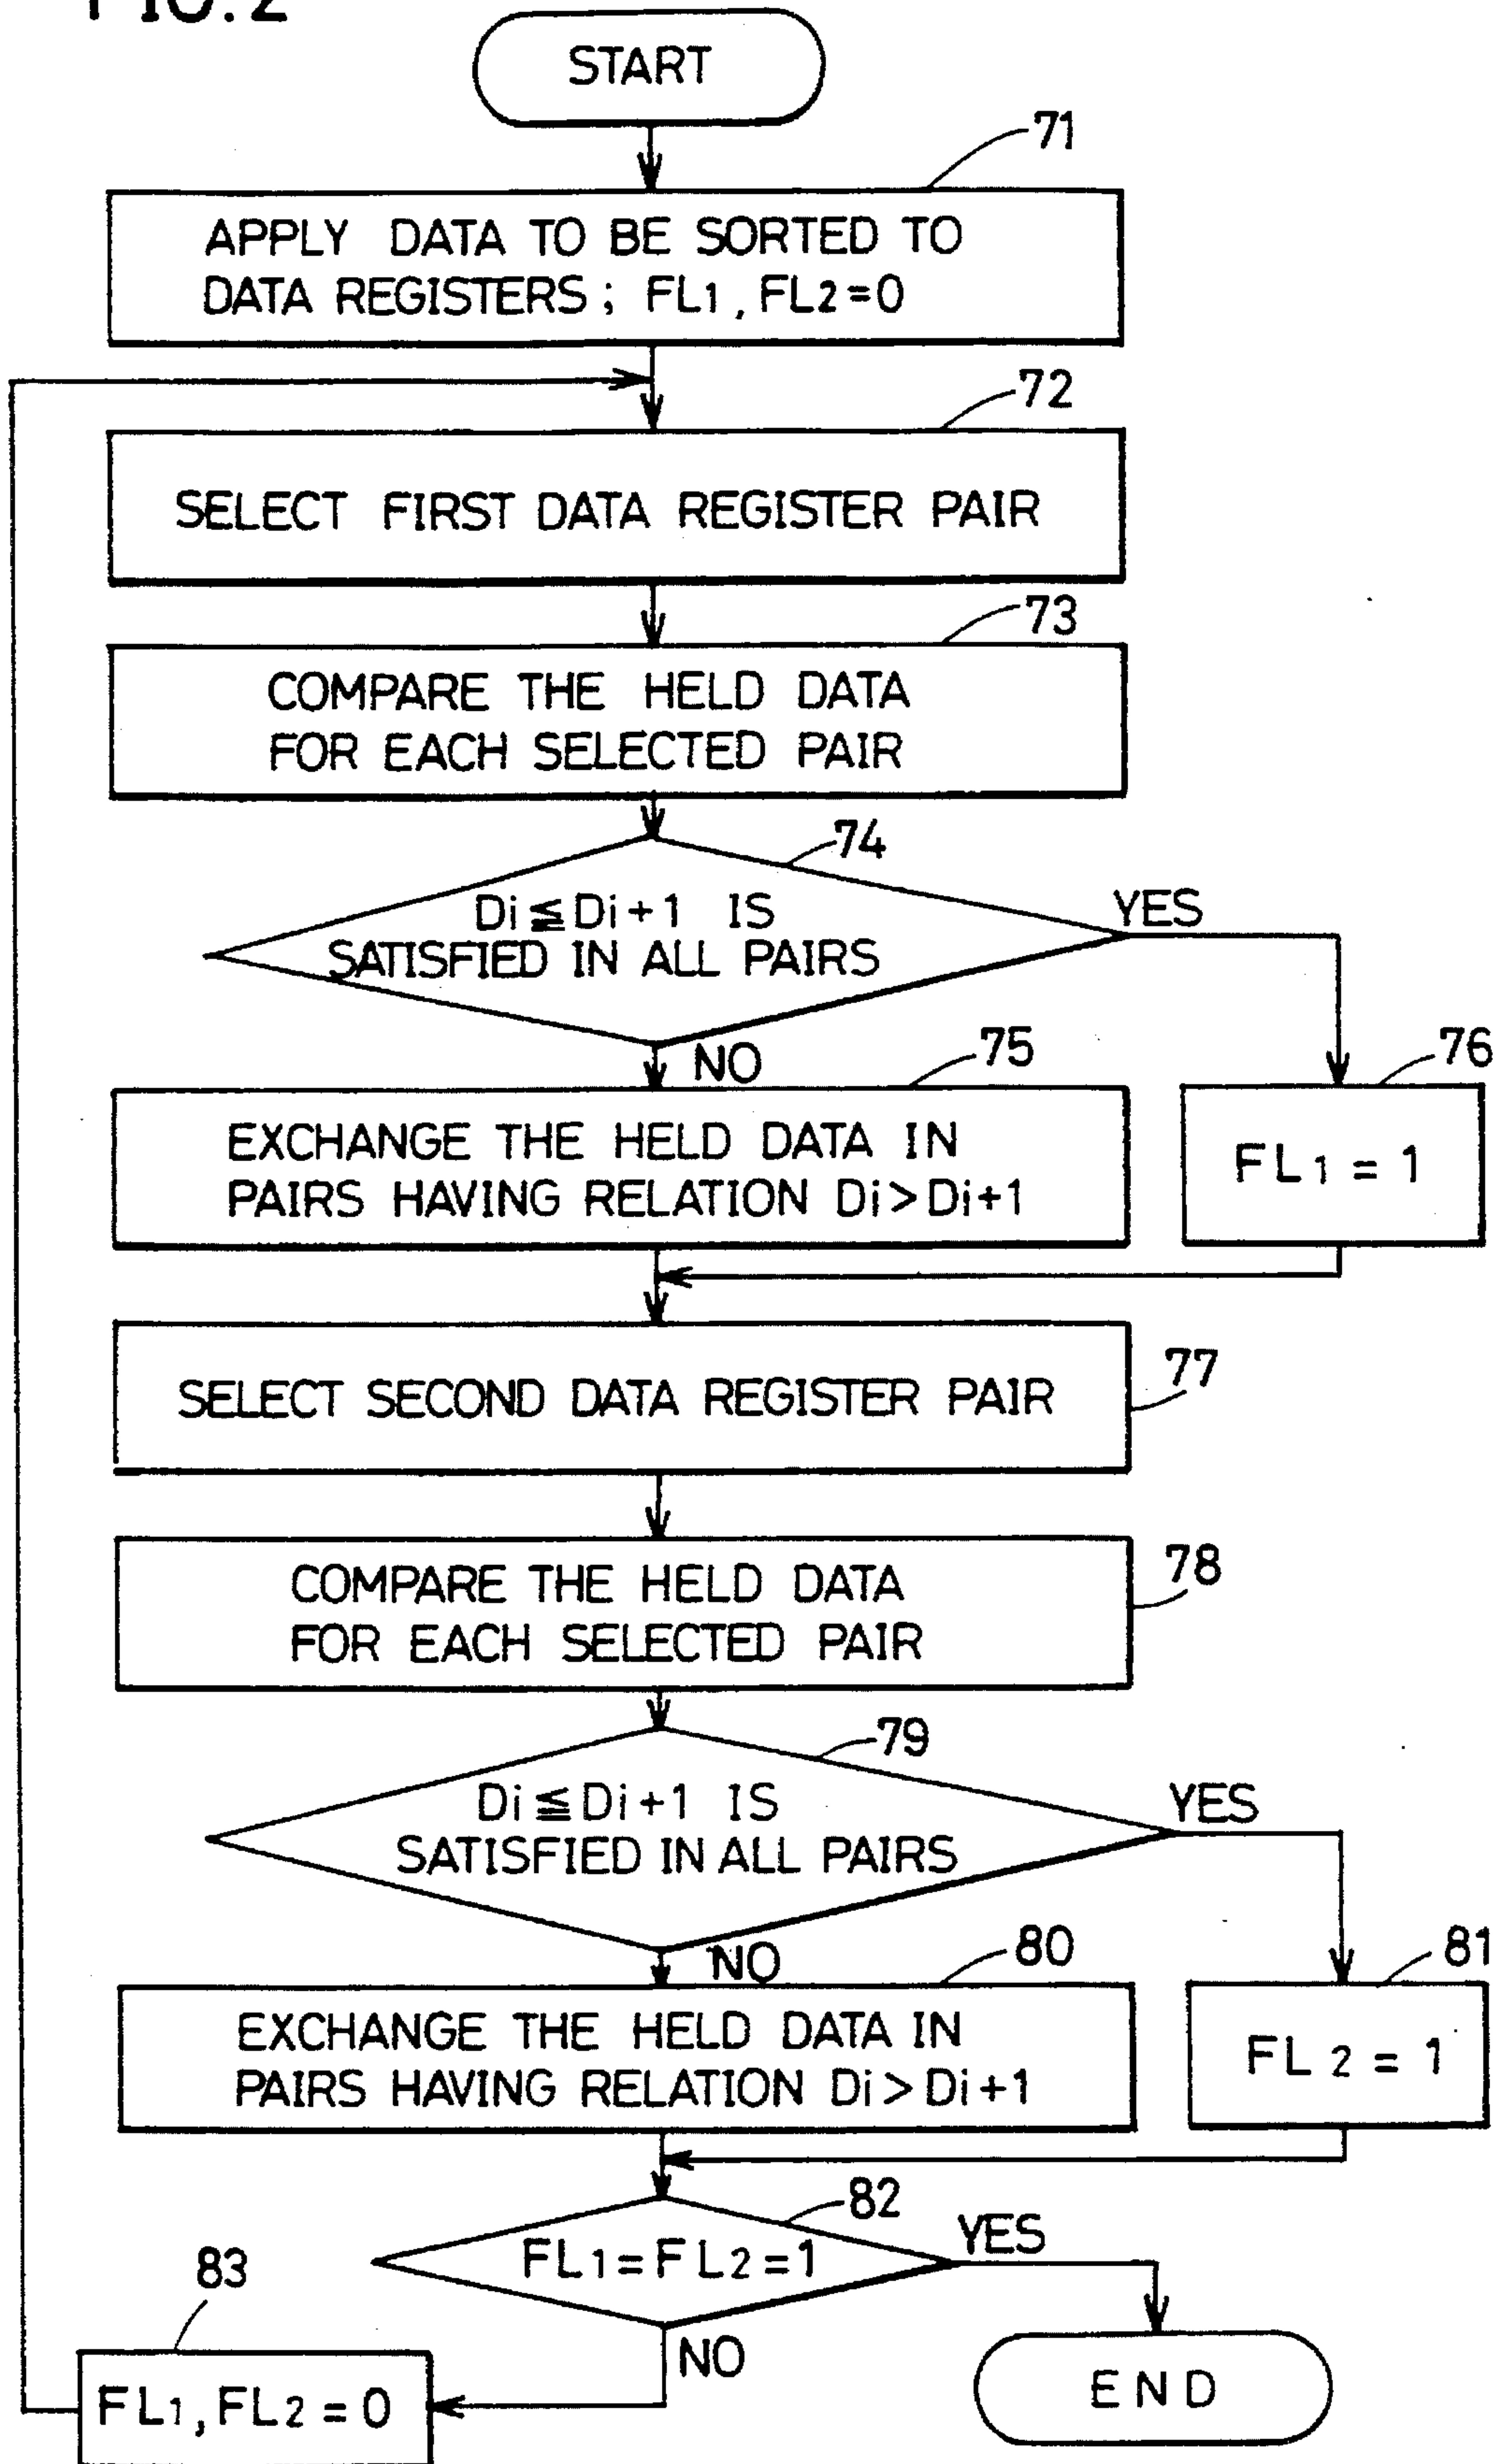 FIG. 2
START
71
APPLY DATA TO BE SORTED TO
DATA REGISTERS; FL1, FL2=0
72
SELECT FIRST DATA REGISTER PAIR
73
COMPARE THE HELD DATA
FOR EACH SELECTED PAIR
74
Di≦Di+1 IS
SATISFIED IN ALL PAIRS
YES
NO
75
76
EXCHANGE THE HELD DATA IN
PAIRS HAVING RELATION Di>Di+1
FL1=1
SELECT SECOND DATA REGISTER PAIR
77
COMPARE THE HELD DATA
FOR EACH SELECTED PAIR
78
79
Di≦Di+1 IS
SATISFIED IN ALL PAIRS
YES
NO
80
81
EXCHANGE THE HELD DATA IN
PAIRS HAVING RELATION Di>Di+1
FL2=1
82
FL1=FL2=1
YES
NO
83
FL1, FL2=0
END